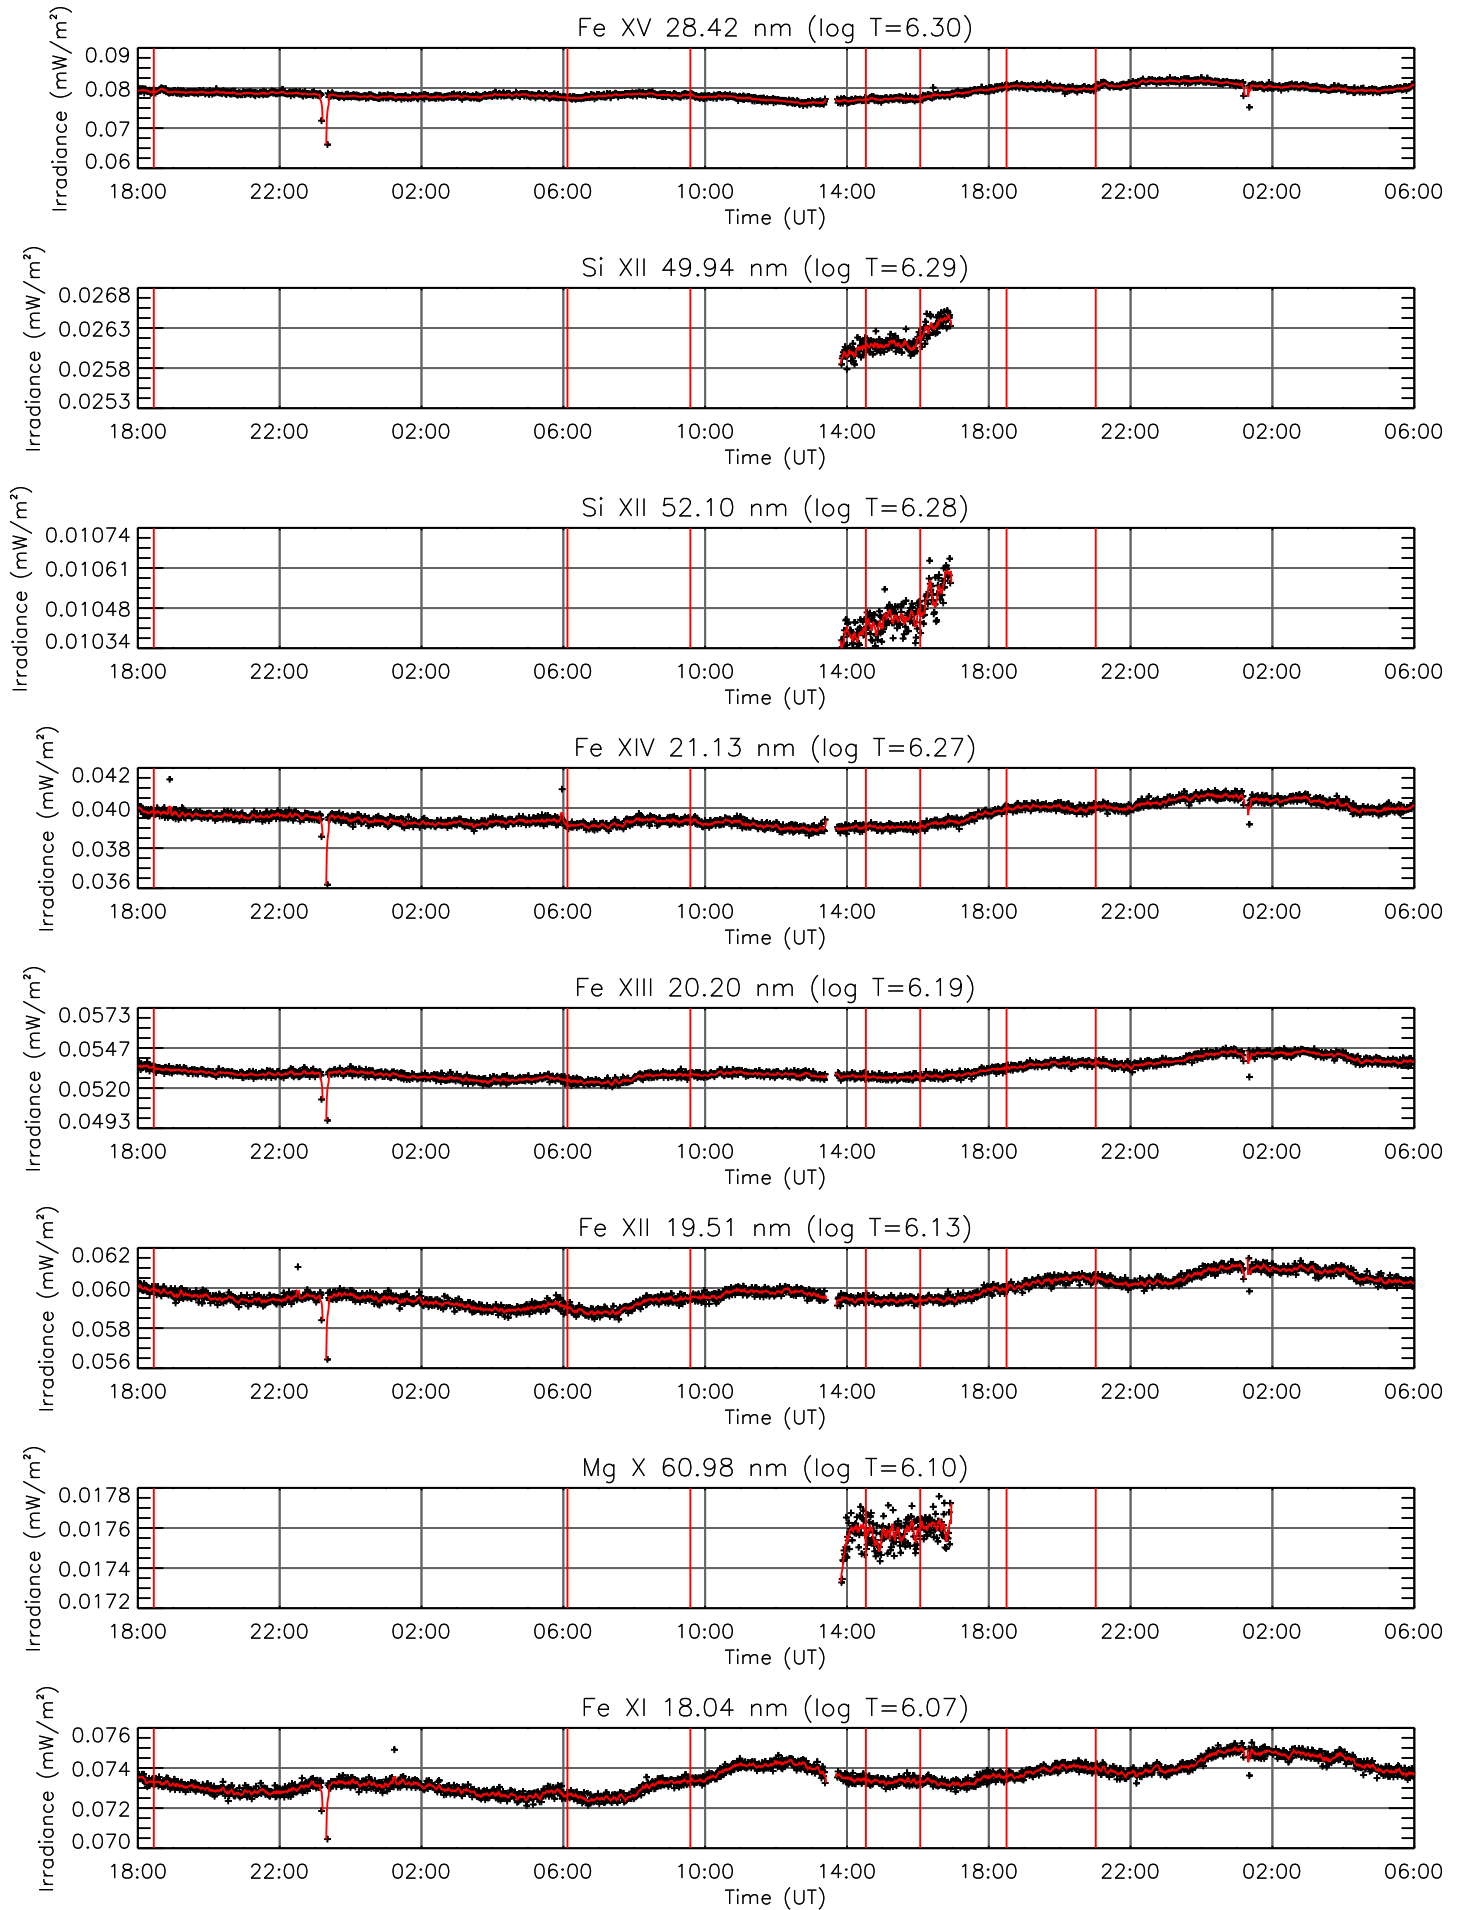 Fe XV 28.42 nm (log T=6.30)
Irradiance (mW/m²)
0.09
0.08
0.07
0.06
18:00 22:00 02:00 06:00 10:00 14:00 18:00 22:00 02:00 06:00
Time (UT)
Si XII 49.94 nm (log T=6.29)
Irradiance (mW/m²)
0.0268
0.0263
0.0258
0.0253
18:00 22:00 02:00 06:00 10:00 14:00 18:00 22:00 02:00 06:00
Time (UT)
Si XII 52.10 nm (log T=6.28)
Irradiance (mW/m²)
0.01074
0.01061
0.01048
0.01034
18:00 22:00 02:00 06:00 10:00 14:00 18:00 22:00 02:00 06:00
Time (UT)
Fe XIV 21.13 nm (log T=6.27)
Irradiance (mW/m²)
0.042
0.040
0.038
0.036
18:00 22:00 02:00 06:00 10:00 14:00 18:00 22:00 02:00 06:00
Time (UT)
Fe XIII 20.20 nm (log T=6.19)
Irradiance (mW/m²)
0.0573
0.0547
0.0520
0.0493
18:00 22:00 02:00 06:00 10:00 14:00 18:00 22:00 02:00 06:00
Time (UT)
Fe XII 19.51 nm (log T=6.13)
Irradiance (mW/m²)
0.062
0.060
0.058
0.056
18:00 22:00 02:00 06:00 10:00 14:00 18:00 22:00 02:00 06:00
Time (UT)
Mg X 60.98 nm (log T=6.10)
Irradiance (mW/m²)
0.0178
0.0176
0.0174
0.0172
18:00 22:00 02:00 06:00 10:00 14:00 18:00 22:00 02:00 06:00
Time (UT)
Fe XI 18.04 nm (log T=6.07)
Irradiance (mW/m²)
0.076
0.074
0.072
0.070
18:00 22:00 02:00 06:00 10:00 14:00 18:00 22:00 02:00 06:00
Time (UT)